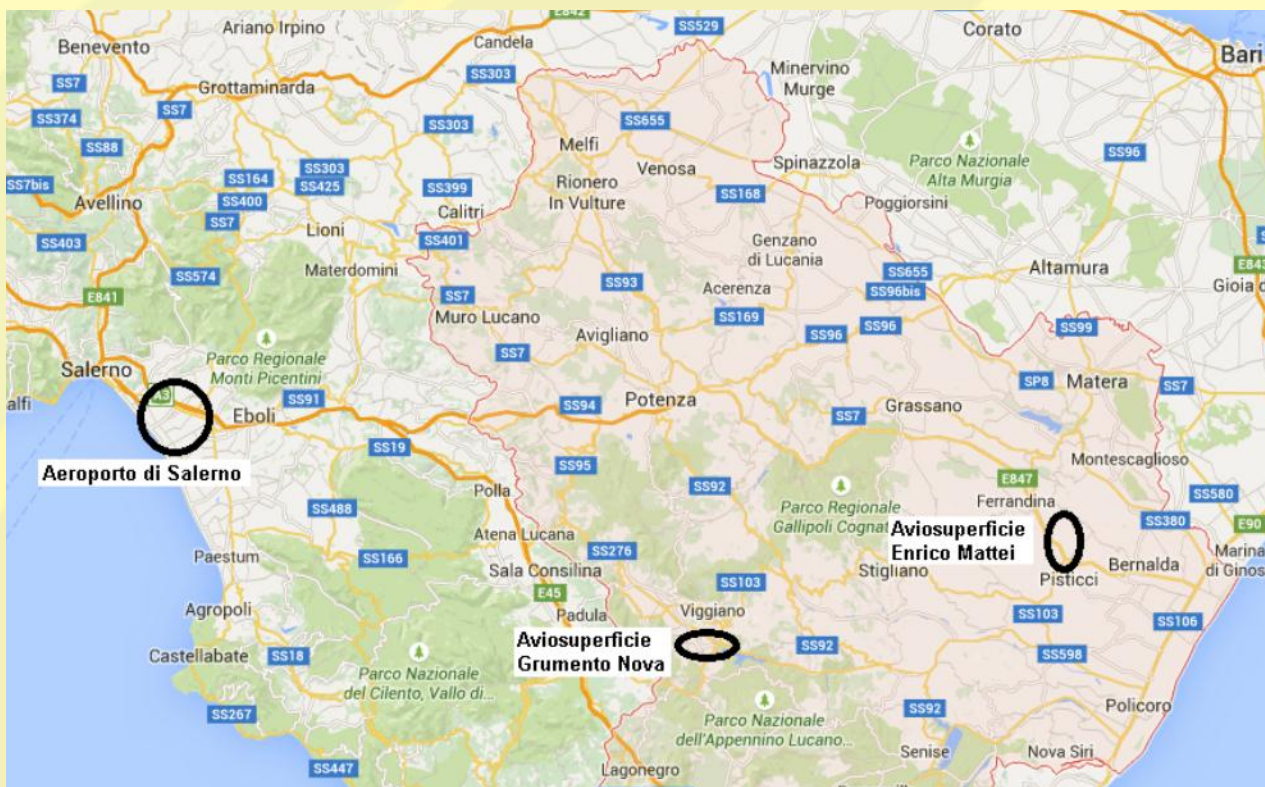 E842
SS529
Ariano Irpino
Corato
Benevento
Candela
Bari
SS7
SS303
Minervino
Murge
Grottaminarda
SS374
SS7
SS303
SS655
SS88
Melfi
SS96
SS303
Venosa
Spinazzola
Parco Nazionale
Alta Murgia
SS164
SS425
SS399
Rionero
In Vulture
SS168
SS7bis
Avellino
SS400
Calitri
Poggiorsini
SS7
Lioni
SS403
SS401
Genzano
di Lucania
SS574
Materdomini
SS655
Altamura
E843
SS93
Acerenza
SS96bis
Gioia d
E841
SS7
Muro Lucano
SS169
SS96
SS96
SS99
Avigliano
Parco Regionale
Monti Picentini
SS7
Salerno
SP8
Matera
SS7
A3
SS91
SS94
Potenza
Grassano
alfi
Eboli
SS7
SS19
Montescaglioso
Aeroporto di Salerno
SS95
E847
SS92
Polla
Ferrandina
SS580
SS488
Parco Regionale
Gallipoli Cognat
SS380
E90
Atena Lucana
Aviosuperficie
Enrico Mattei
Paestum
SS166
SS276
Bernalda
Marina
di Ginos
Sala Consilina
Stigliano
Pisticci
SS103
E45
Agropoli
Padula
Viggiano
SS103
SS106
Aviosuperficie
Grumento Nova
Castellabate
SS18
SS92
SS598
Parco Nazionale
del Cilento, Vallo di...
Policoro
SS267
SS92
Parco Nazionale
dell'Appennino Lucano...
Senise
Nova Siri
SS447
Lagonegro